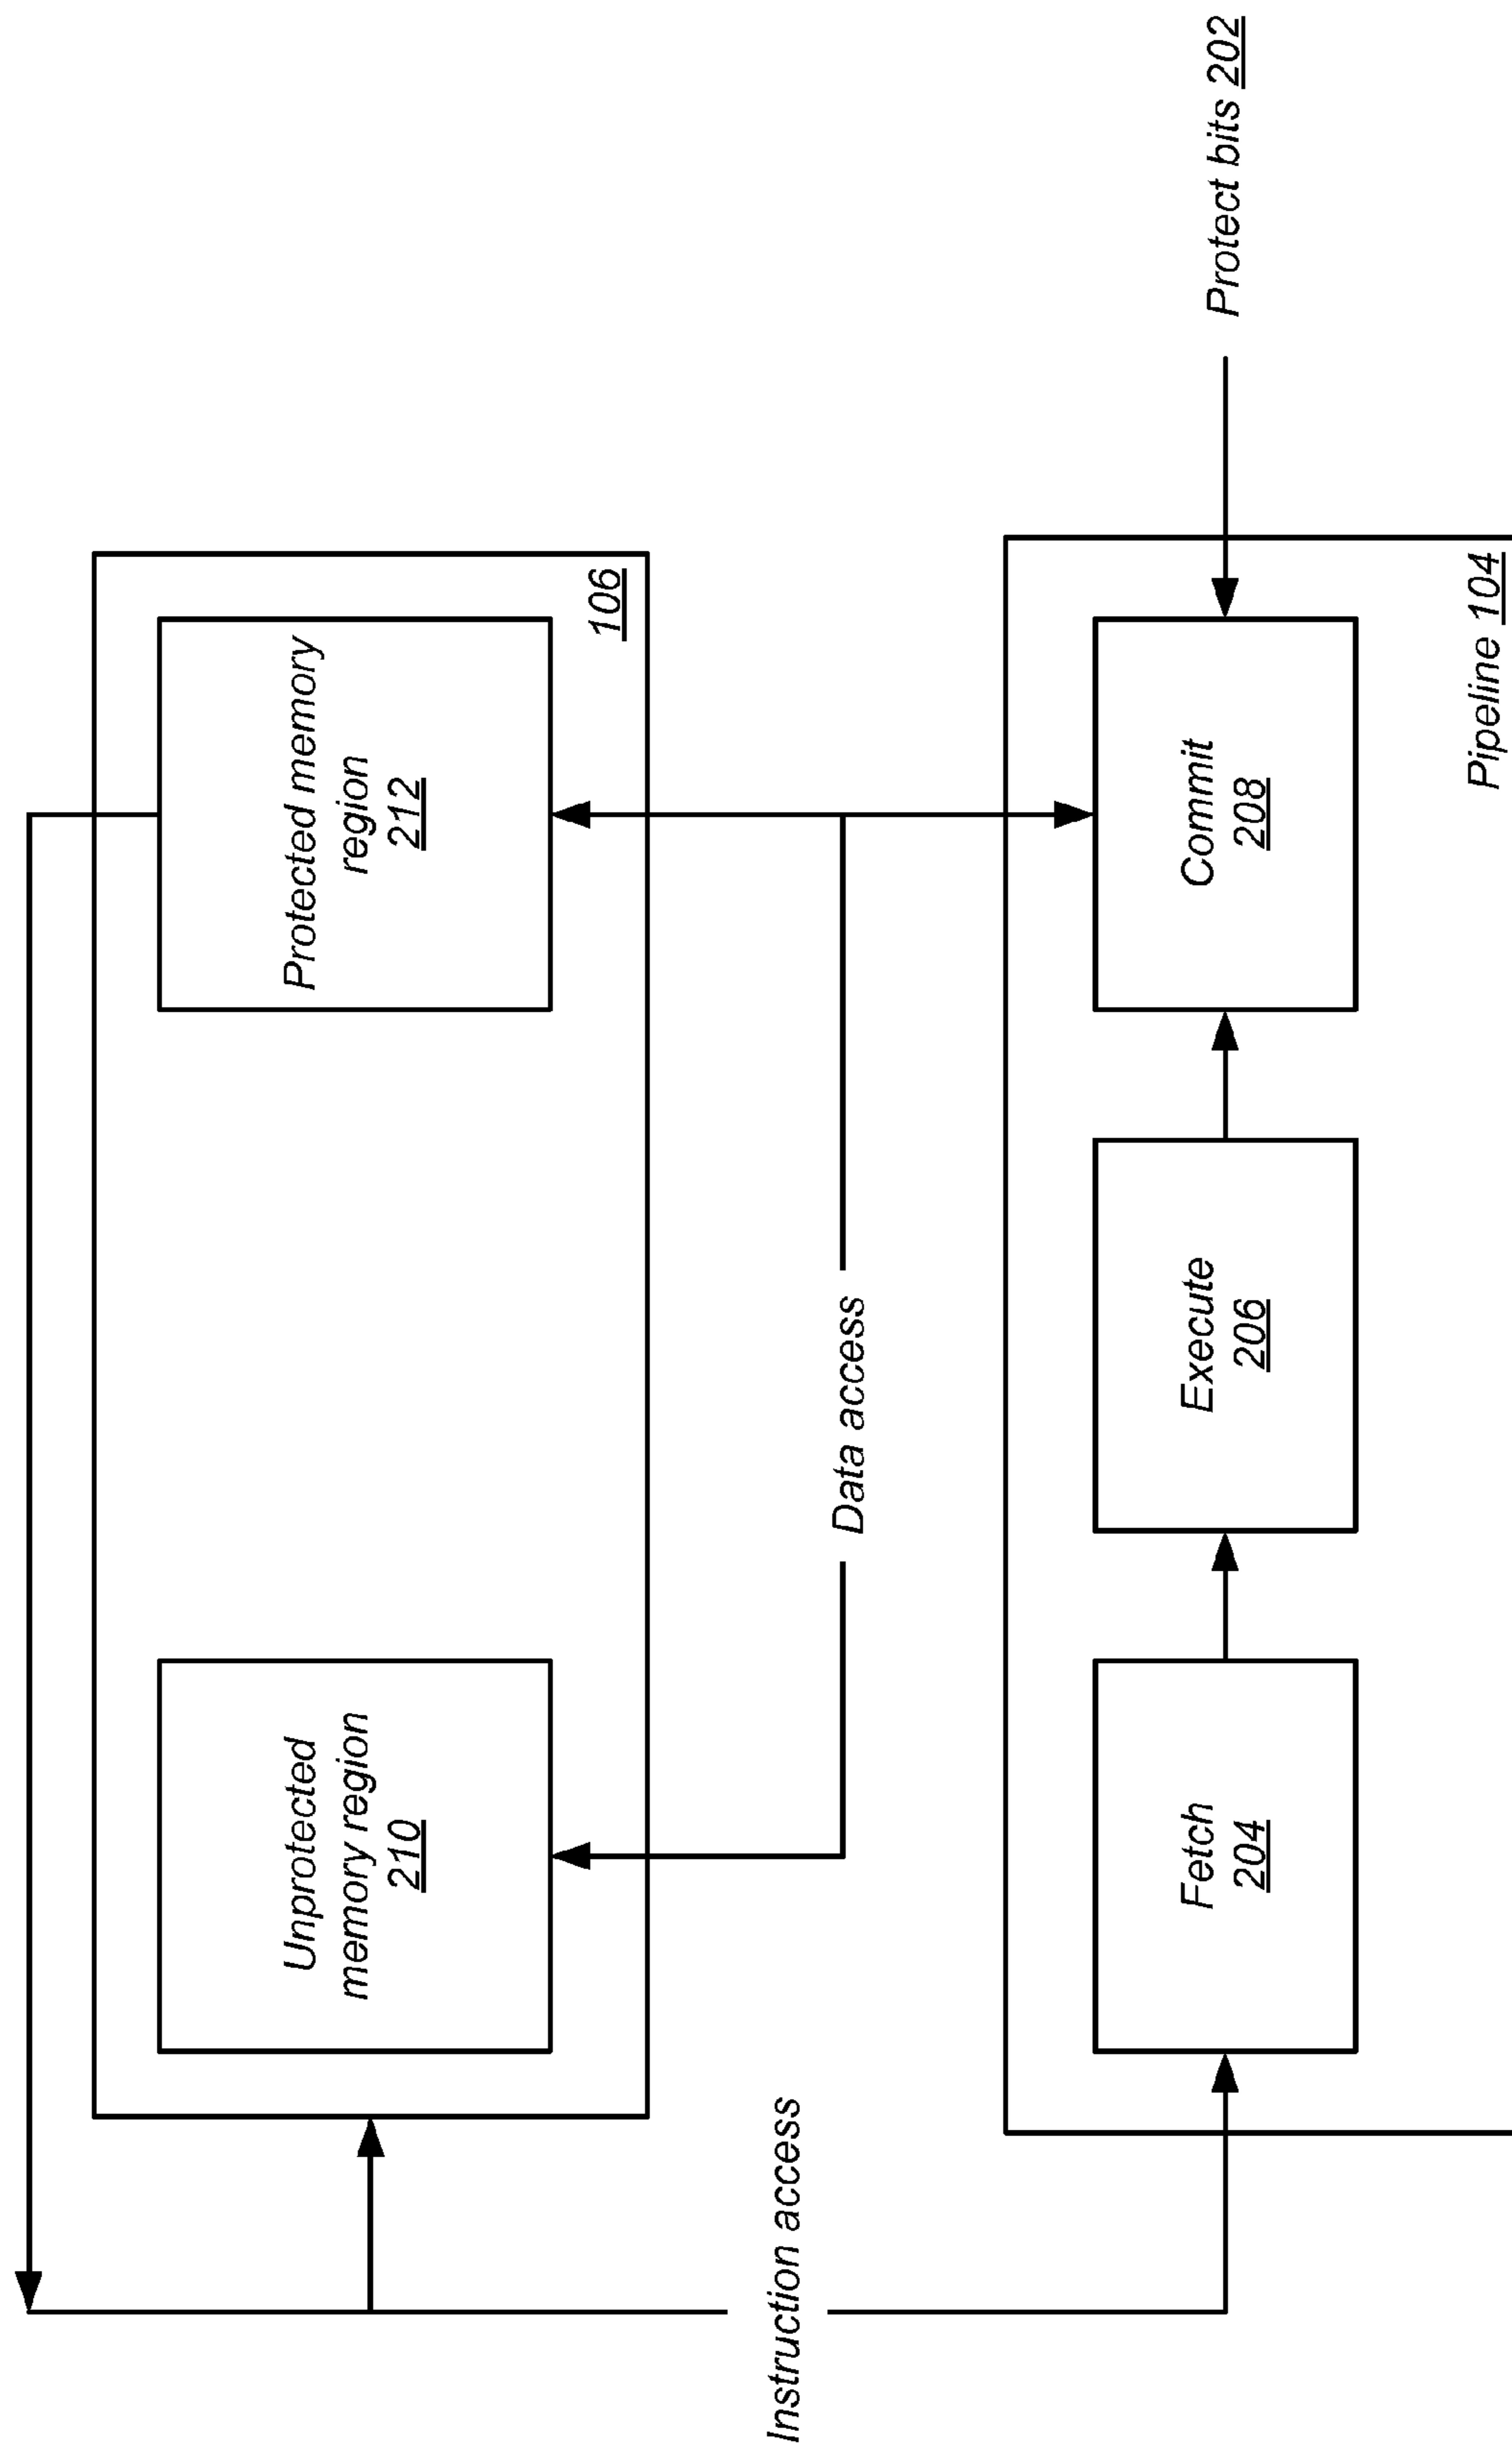 Unprotected
memory region
210
Protected memory
region
212
106
Instruction access
Data access
Fetch
204
Execute
206
Commit
208
Protect bits 202
Pipeline 104